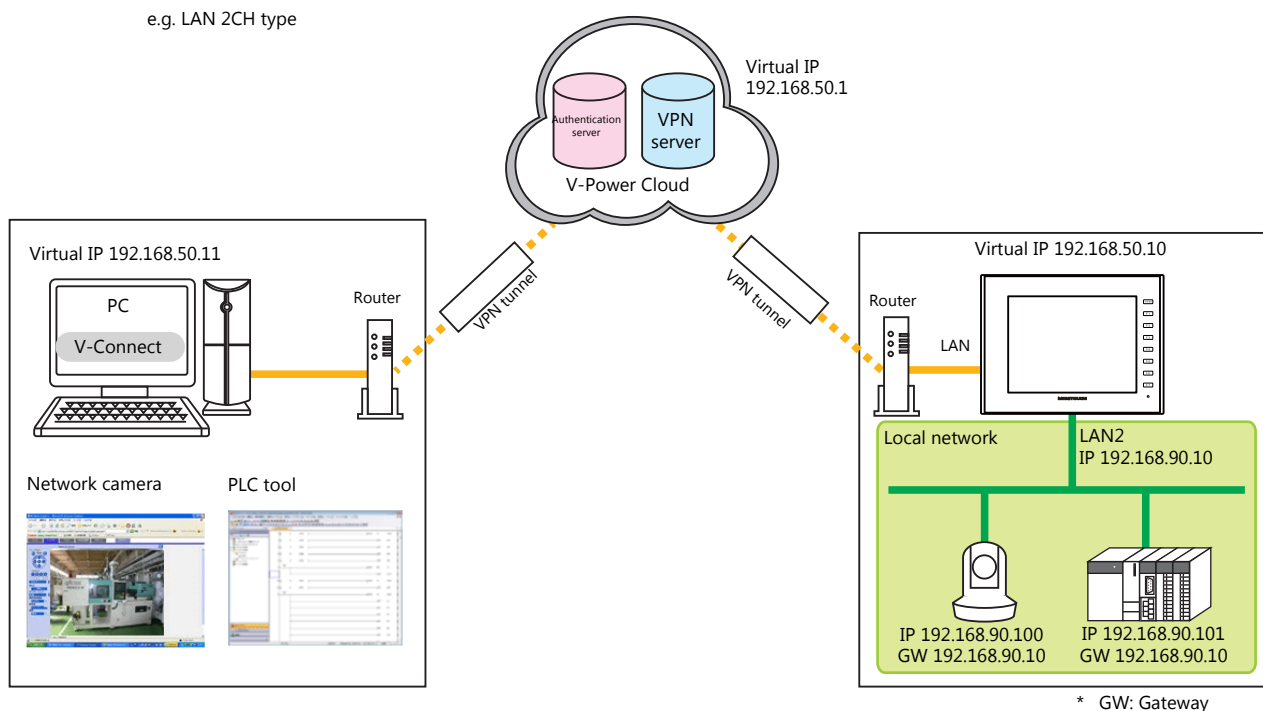 e.g. LAN 2CH type
Virtual IP
192.168.50.1
Authentication
server
VPN
server
V-Power Cloud
Virtual IP 192.168.50.11
PC
V-Connect
Router
VPN tunnel
VPN tunnel
Virtual IP 192.168.50.10
Router
LAN
Local network
LAN2
IP 192.168.90.10
Network camera
PLC tool
IP 192.168.90.100
GW 192.168.90.10
IP 192.168.90.101
GW 192.168.90.10
* GW: Gateway